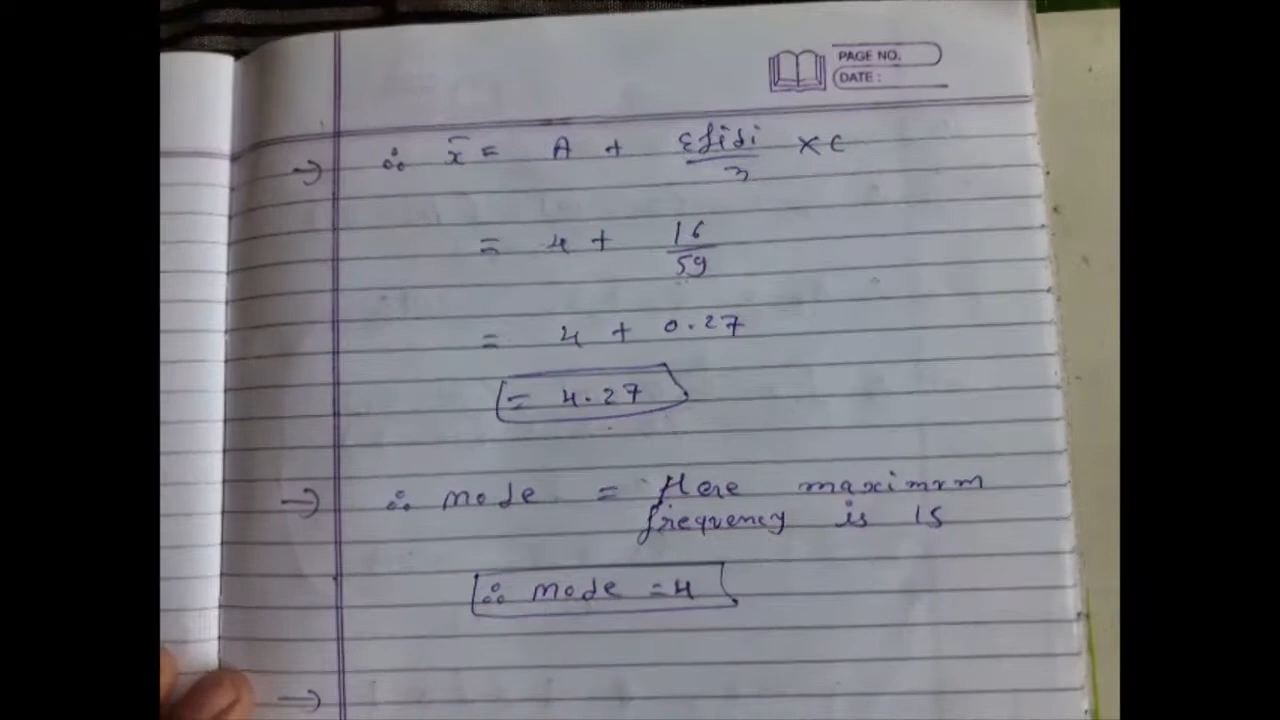 PAGE NO.
DATE :
→ ∴ x̄ = A + Σfidi/n × c
= 4 + 16/59
= 4 + 0.27
= 4.27
→ ∴ mode = Here maximum
frequency is 15
∴ mode = 4
→